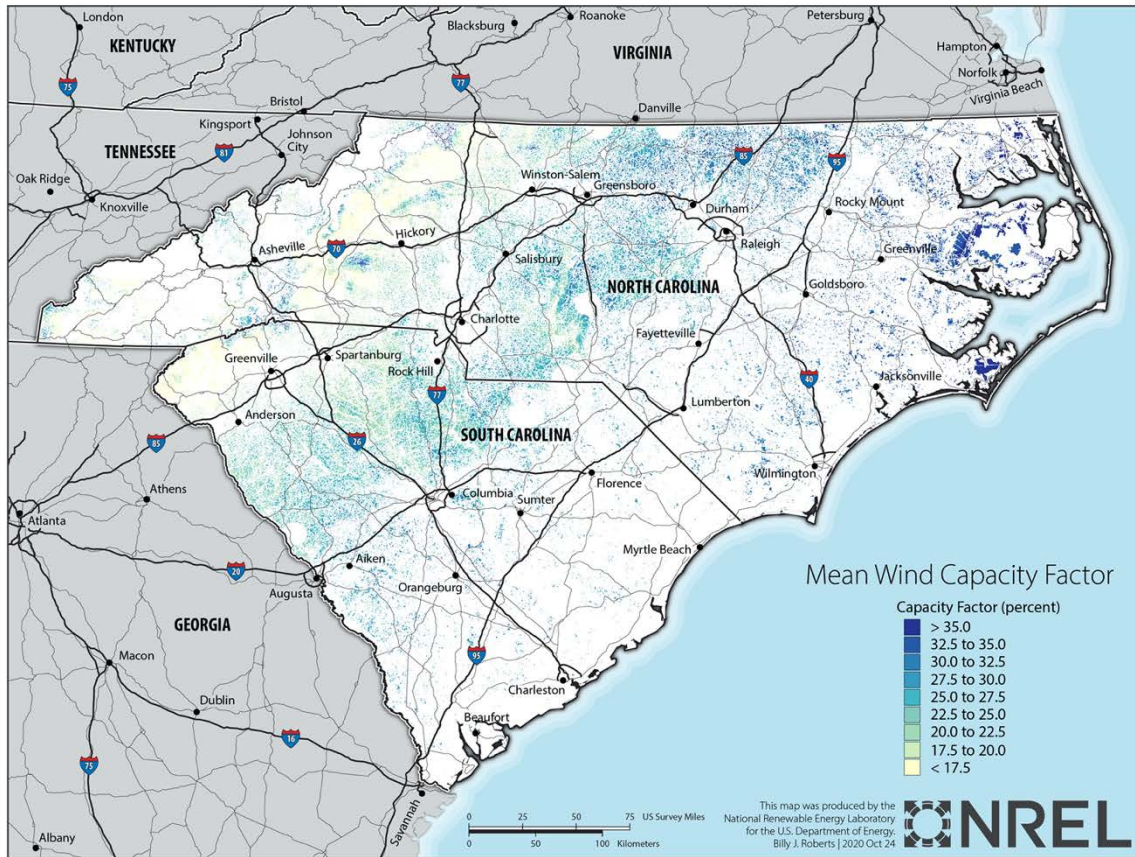 London
KENTUCKY
75
Blacksburg
Roanoke
77
VIRGINIA
Petersburg
Hampton
Norfolk
Virginia Beach
Bristol
Kingsport
Johnson
City
Danville
TENNESSEE
81
Oak Ridge
Knoxville
85
95
Winston-Salem
Greensboro
Durham
Rocky Mount
Raleigh
Asheville
70
Hickory
Salisbury
Greenville
NORTH CAROLINA
Goldsboro
Charlotte
Fayetteville
Greenville
Spartanburg
Rock Hill
77
40
Jacksonville
Anderson
Lumberton
85
26
SOUTH CAROLINA
Wilmington
Athens
Columbia
Florence
Sumter
Atlanta
Myrtle Beach
Aiken
20
Orangeburg
Augusta
GEORGIA
95
Macon
Charleston
Dublin
Beaufort
16
75
Savannah
Albany
Mean Wind Capacity Factor
Capacity Factor (percent)
> 35.0
32.5 to 35.0
30.0 to 32.5
27.5 to 30.0
25.0 to 27.5
22.5 to 25.0
20.0 to 22.5
17.5 to 20.0
< 17.5
0 25 50 75 US Survey Miles
0 50 100 Kilometers
This map was produced by the
National Renewable Energy Laboratory
for the U.S. Department of Energy.
Billy J. Roberts | 2020 Oct 24
NREL